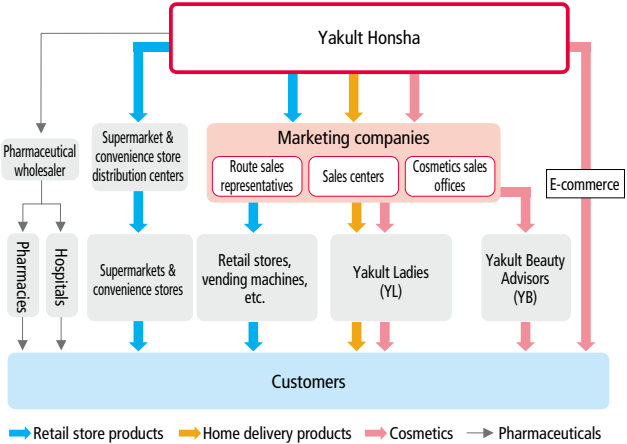 Yakult Honsha
Pharmaceutical
wholesaler
Supermarket &
convenience store
distribution centers
Marketing companies
Route sales
representatives
Sales centers
Cosmetics sales
offices
E-commerce
Pharmacies
Hospitals
Supermarkets &
convenience stores
Retail stores,
vending machines,
etc.
Yakult Ladies
(YL)
Yakult Beauty
Advisors
(YB)
Customers
Retail store products
Home delivery products
Cosmetics
Pharmaceuticals